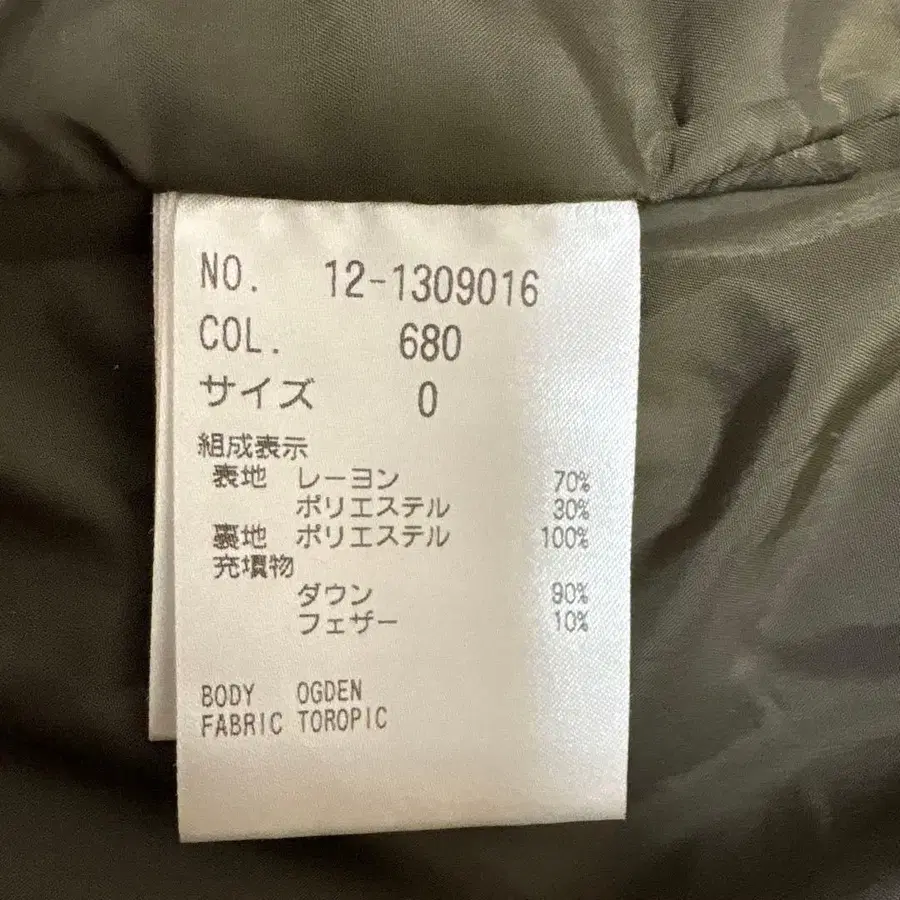 NO. 12-1309016
COL. 680
サイズ 0
組成表示
表地 レーヨン 70%
ポリエステル 30%
裏地 ポリエステル 100%
充填物
ダウン 90%
フェザー 10%
BODY OGDEN
FABRIC TOROPIC